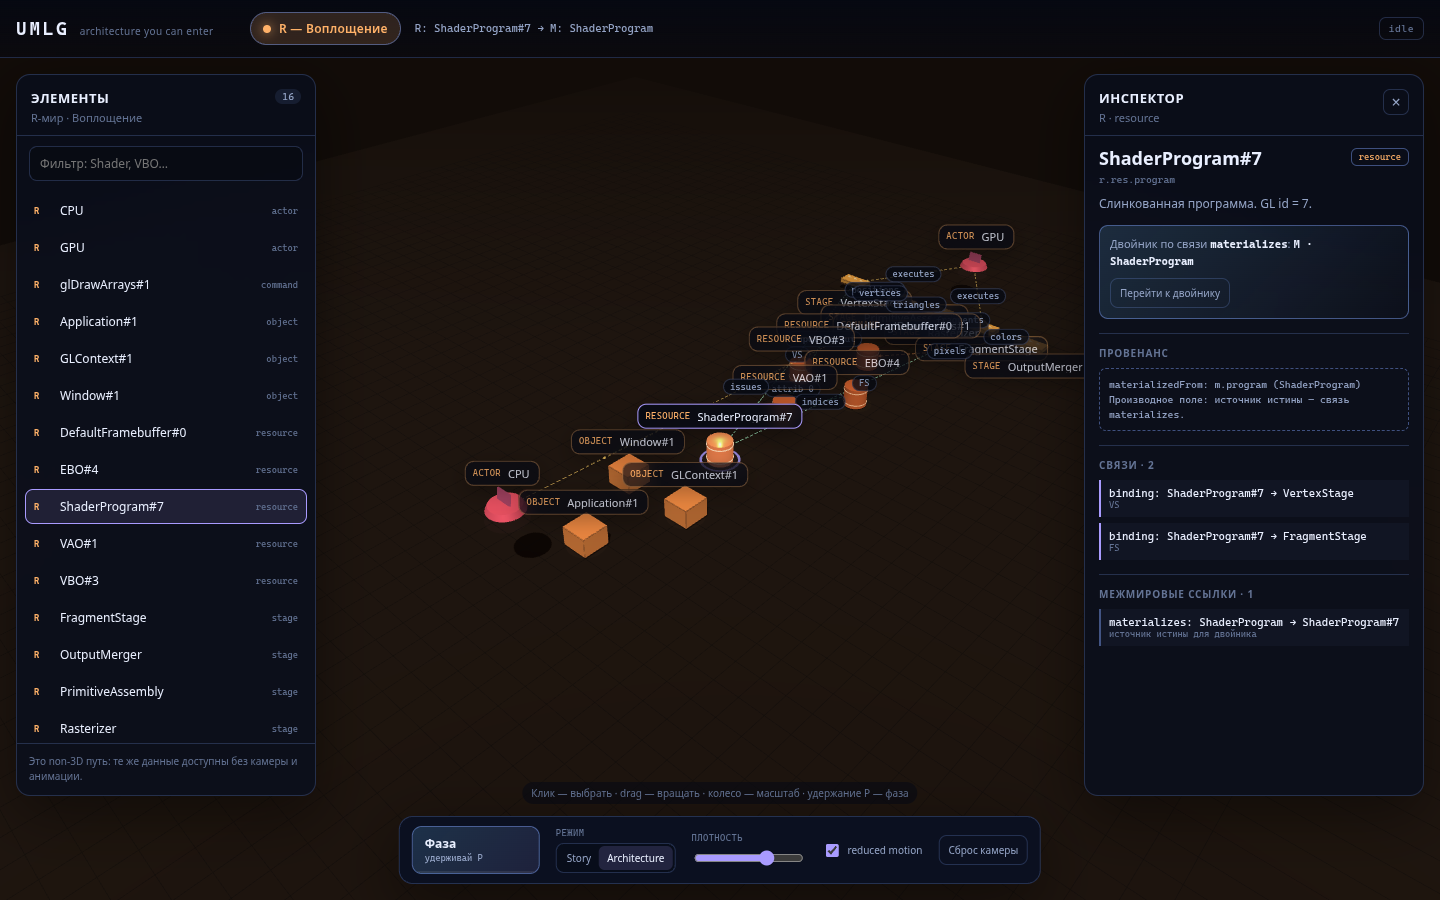 UMLG architecture you can enter
R — Воплощение
R: ShaderProgram#7 → M: ShaderProgram
idle
ЭЛЕМЕНТЫ
16
R-мир · Воплощение
Фильтр: Shader, VBO...
R CPU actor
R GPU actor
R glDrawArrays#1 command
R Application#1 object
R GLContext#1 object
R Window#1 object
R DefaultFramebuffer#0 resource
R EBO#4 resource
R ShaderProgram#7 resource
R VAO#1 resource
R VBO#3 resource
R FragmentStage stage
R OutputMerger stage
R PrimitiveAssembly stage
R Rasterizer stage
Это non-3D путь: те же данные доступны без камеры и
анимации.
ACTOR GPU
executes
vertices
executes
STAGE
triangles
RESOURCE DefaultFramebuffer#0
colors
RESOURCE VBO#3
pixels
VS
RESOURCE EBO#4
STAGE OutputMerger
RESOURCE VAO#1
FS
issues
indices
RESOURCE ShaderProgram#7
OBJECT Window#1
ACTOR CPU
OBJECT GLContext#1
OBJECT Application#1
Клик — выбрать · drag — вращать · колесо — масштаб · удержание P — фаза
Фаза
удерживай P
РЕЖИМ
Story Architecture
ПЛОТНОСТЬ
reduced motion
Сброс камеры
ИНСПЕКТОР
R · resource
×
ShaderProgram#7
resource
r.res.program
Слинкованная программа. GL id = 7.
Двойник по связи materializes: M ·
ShaderProgram
Перейти к двойнику
ПРОВЕНАНС
materializedFrom: m.program (ShaderProgram)
Производное поле: источник истины — связь
materializes.
СВЯЗИ · 2
binding: ShaderProgram#7 → VertexStage
VS
binding: ShaderProgram#7 → FragmentStage
FS
МЕЖМИРОВЫЕ ССЫЛКИ · 1
materializes: ShaderProgram → ShaderProgram#7
источник истины для двойника